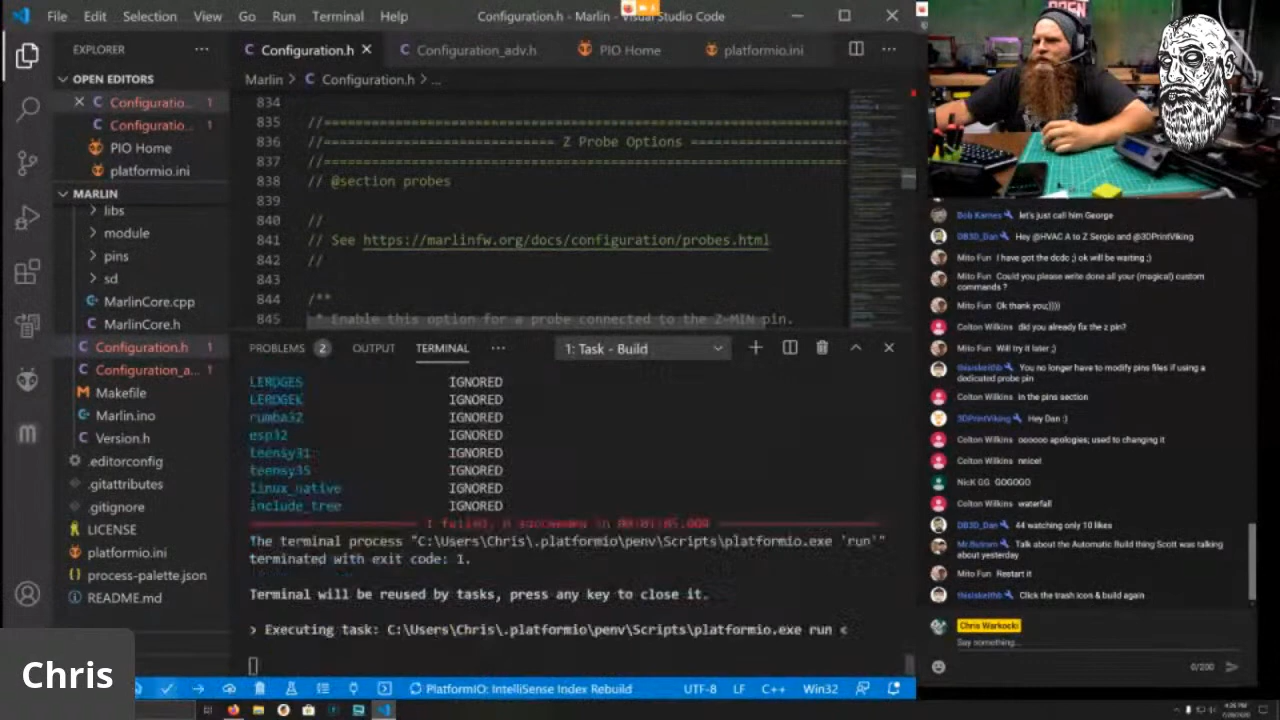 File Edit Selection View Go Run Terminal Help Configuration.h - Marlin - Visual Studio Code
EXPLORER
OPEN EDITORS
Configuratio... 1
Configuratio... 1
PIO Home
platformio.ini
MARLIN
libs
module
pins
sd
MarlinCore.cpp
MarlinCore.h
Configuration.h 1
Configuration_a... 1
Makefile
Marlin.ino
Version.h
.editorconfig
.gitattributes
.gitignore
LICENSE
platformio.ini
process-palette.json
README.md
Configuration.h Configuration_adv.h PIO Home platformio.ini
Marlin > Configuration.h > ...
834
835 //
836 // Z Probe Options
837 //
838 // @section probes
839
840 //
841 // See https://marlinfw.org/docs/configuration/probes.html
842 //
843
844 /**
845 * Enable this option for a probe connected to the Z-MIN pin.
PROBLEMS 2 OUTPUT TERMINAL ... 1: Task - Build
LERDGES IGNORED
LERDGEK IGNORED
rumba32 IGNORED
esp32 IGNORED
teensy31 IGNORED
teensy35 IGNORED
linux_native IGNORED
include_tree IGNORED
The terminal process "C:\Users\Chris\.platformio\penv\Scripts\platformio.exe 'run'"
terminated with exit code: 1.
Terminal will be reused by tasks, press any key to close it.
> Executing task: C:\Users\Chris\.platformio\penv\Scripts\platformio.exe run <
PlatformIO: IntelliSense Index Rebuild UTF-8 LF C++ Win32
Chris
OPEN
Bob Karnes let's just call him George
DB3D_Dan Hey @HVAC A to Z Sergio and @3DPrintViking
Mito Fun I have got the dcdc ;) ok will be waiting ;)
Mito Fun Could you please write done all your (magical) custom
commands ?
Mito Fun Ok thank you;))))
Colton Wilkins did you already fix the z pin?
Mito Fun Will try it later ;)
thisiskeithb You no longer have to modify pins files if using a
dedicated probe pin
Colton Wilkins in the pins section
3DPrintViking Hey Dan :)
Colton Wilkins ooooo apologies; used to changing it
Colton Wilkins nnice!
NicK GG GOGOGO
Colton Wilkins waterfall
DB3D_Dan 44 watching only 10 likes
Talk about the Automatic Build thing Scott was talking
about yesterday
Mito Fun Restart it
thisiskeithb Click the trash icon & build again
Chris Warkocki
Say something...
0/200